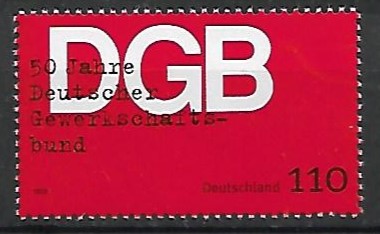 DGB
50 Jahre
Deutscher
Gewerkschafts-
bund
Deutschland 110